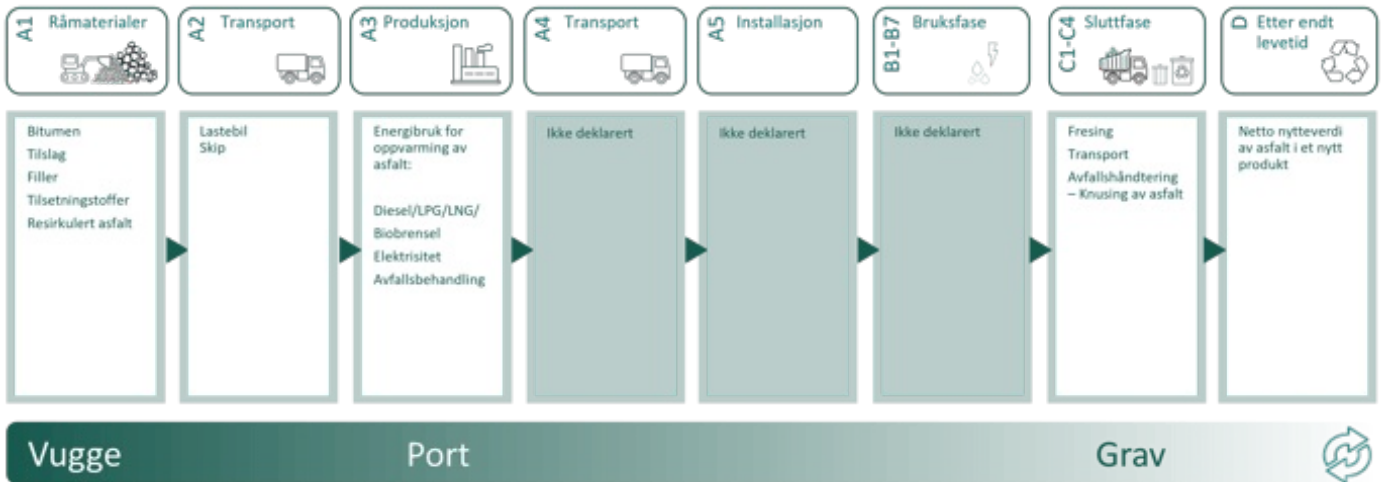 A1 Råmaterialer
A2 Transport
A3 Produksjon
A4 Transport
A5 Installasjon
B1-B7 Bruksfase
C1-C4 Sluttfase
D Etter endt
levetid
Bitumen
Tilslag
Filler
Tilsetningstoffer
Resirkulert asfalt
Lastebil
Skip
Energibruk for
oppvarming av
asfalt:
Diesel/LPG/LNG/
Biobrensel
Elektrisitet
Avfallsbehandling
Ikke deklarert
Ikke deklarert
Ikke deklarert
Fresing
Transport
Avfallshåndtering
– Knusing av asfalt
Netto nytteverdi
av asfalt i et nytt
produkt
Vugge
Port
Grav